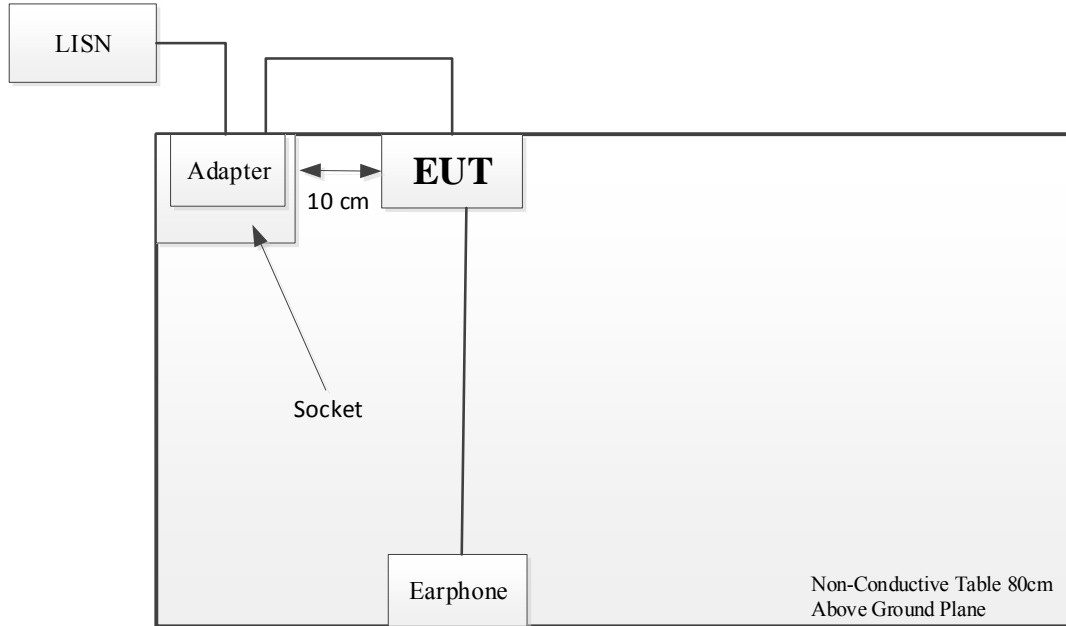 LISN
Adapter
EUT
10 cm
Socket
Earphone
Non-Conductive Table 80cm
Above Ground Plane